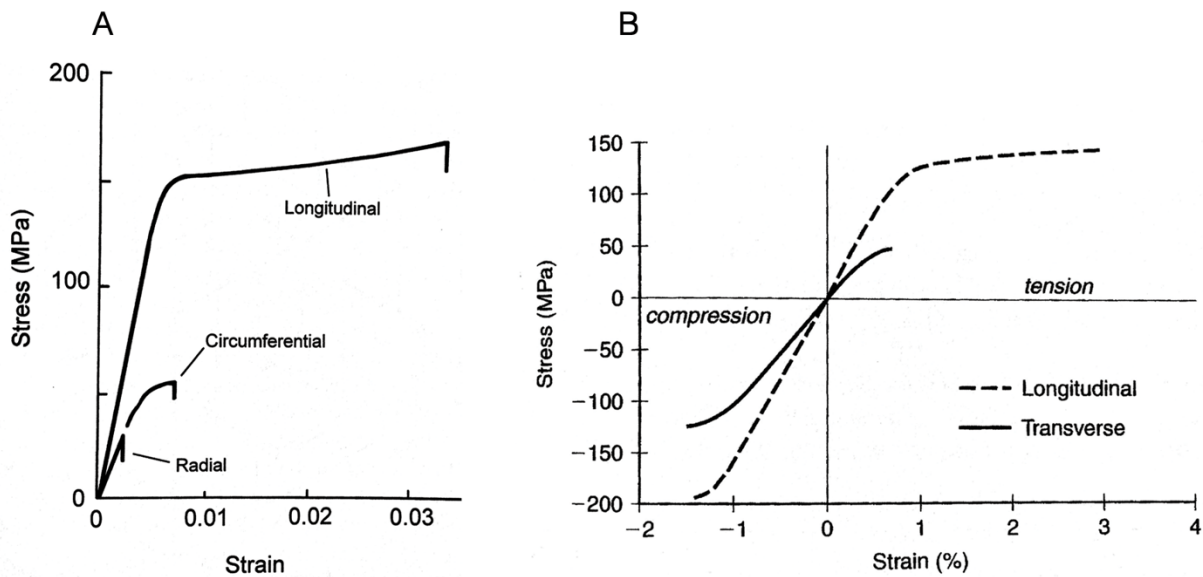 A
200
100
0
0
0.01
0.02
0.03
Stress (MPa)
Strain
Longitudinal
Circumferential
Radial
B
150
100
50
0
−50
−100
−150
−200
−2
−1
0
1
2
3
4
Stress (MPa)
Strain (%)
compression
tension
Longitudinal
Transverse